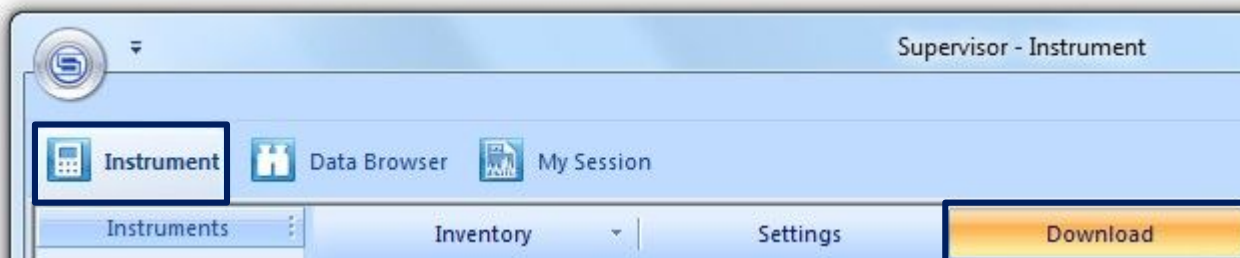 Supervisor - Instrument
Instrument Data Browser My Session
Instruments Inventory Settings Download